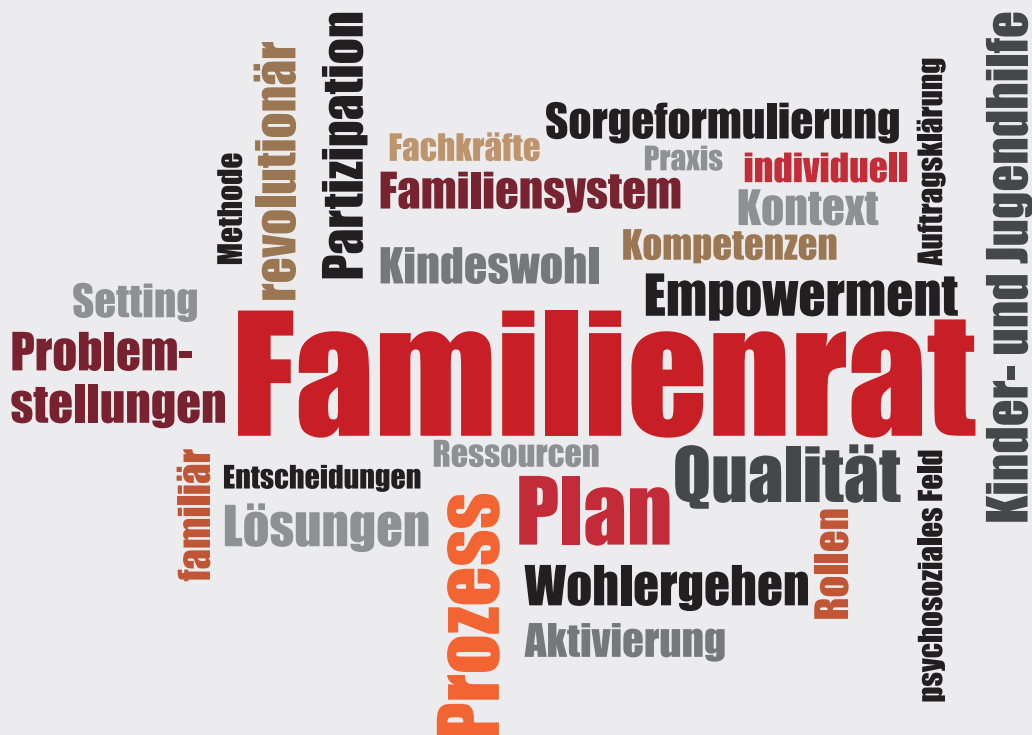 Methode
revolutionär
Partizipation
Fachkräfte
Sorgeformulierung
Praxis
individuell
Familiensystem
Kontext
Auftragsklärung
Kinder- und Jugendhilfe
Kindeswohl
Kompetenzen
Setting
Empowerment
Problem-
stellungen
Familienrat
Ressourcen
familiär
Entscheidungen
Lösungen
Prozess
Plan
Qualität
Rollen
psychosoziales Feld
Wohlergehen
Aktivierung